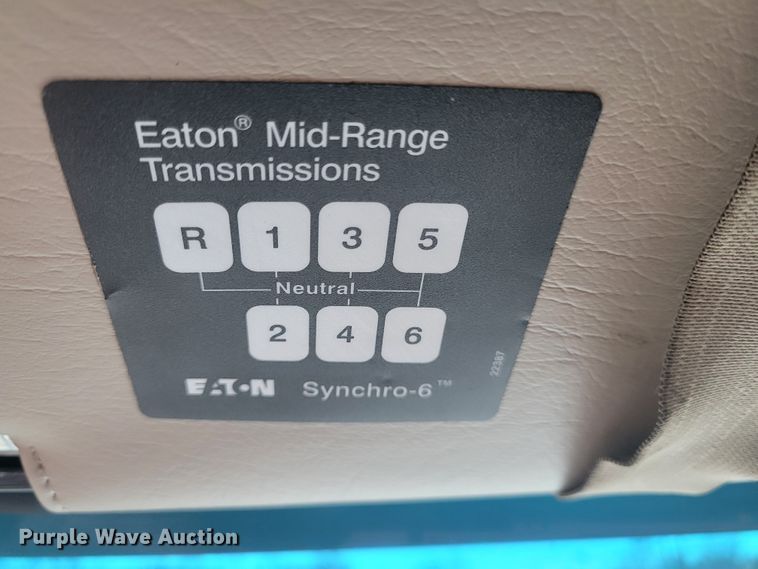 Eaton® Mid-Range
Transmissions
R 1 3 5
Neutral
2 4 6
22387
EATON Synchro-6™
Purple Wave Auction®